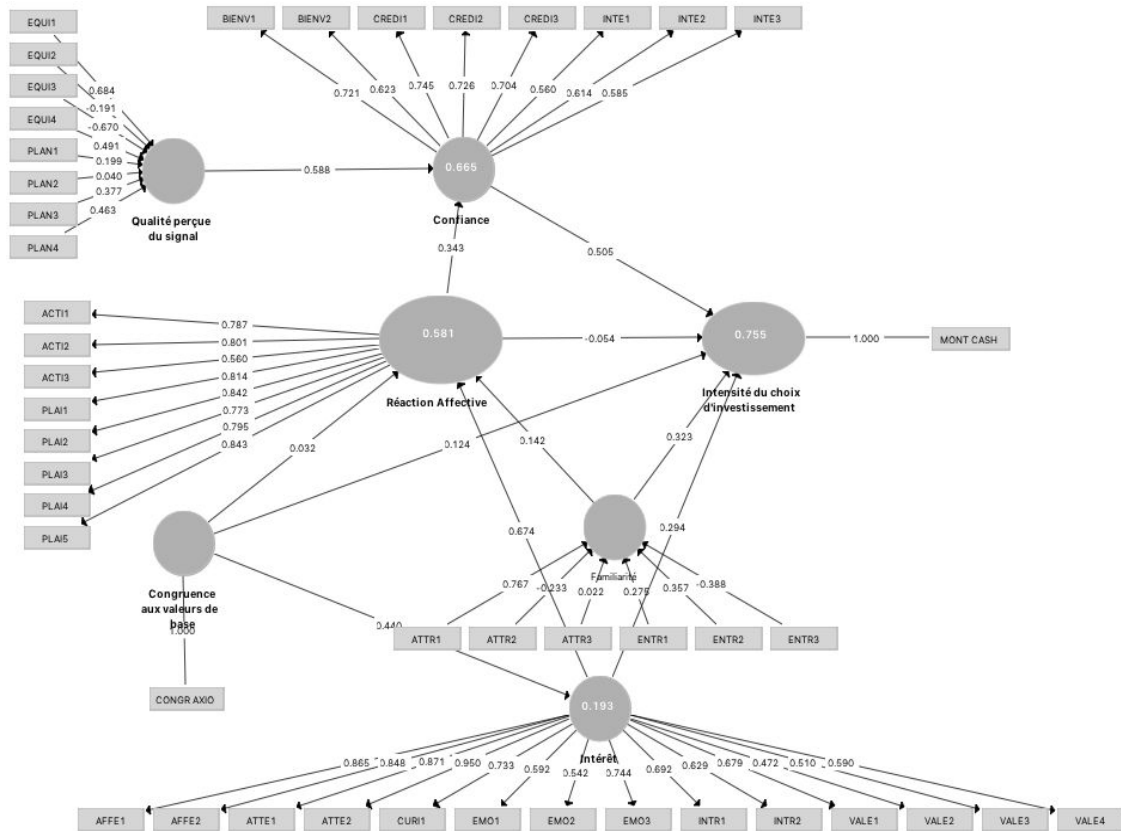 EQUI1
EQUI2
EQUI3
EQUI4
PLAN1
PLAN2
PLAN3
PLAN4
0.684
-0.191
-0.670
0.491
0.199
0.040
0.377
0.463
Qualité perçue
du signal
0.588
BIENV1 BIENV2 CREDI1 CREDI2 CREDI3 INTE1 INTE2 INTE3
0.721 0.623 0.745 0.726 0.704 0.560 0.614 0.585
0.665
Confiance
0.343
0.505
ACTI1
ACTI2
ACTI3
PLAI1
PLAI2
PLAI3
PLAI4
PLAI5
0.787
0.801
0.560
0.814
0.842
0.773
0.795
0.843
0.581
Réaction Affective
-0.054
0.755
Intensité du choix
d'investissement
1.000
MONT CASH
0.032
0.124
0.142
0.323
0.674
0.294
Congruence
aux valeurs de
base
1.000
CONGR AXIO
0.440
Familiarité
0.767 -0.233 0.022 0.275 0.357 -0.388
ATTR1 ATTR2 ATTR3 ENTR1 ENTR2 ENTR3
0.193
Intérêt
0.865 0.848 0.871 0.950 0.733 0.592 0.542 0.744 0.692 0.629 0.679 0.472 0.510 0.590
AFFE1 AFFE2 ATTE1 ATTE2 CURI1 EMO1 EMO2 EMO3 INTR1 INTR2 VALE1 VALE2 VALE3 VALE4